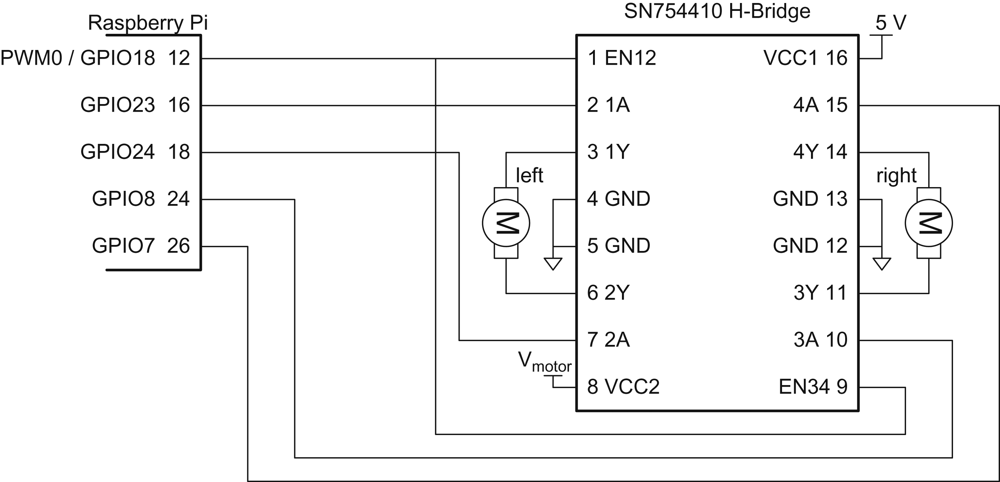 SN754410 H-Bridge
Raspberry Pi
5 V
PWM0 / GPIO18 12
GPIO23 16
GPIO24 18
GPIO8 24
GPIO7 26
1 EN12
2 1A
3 1Y
4 GND
5 GND
6 2Y
7 2A
8 VCC2
VCC1 16
4A 15
4Y 14
GND 13
GND 12
3Y 11
3A 10
EN34 9
left
M
Vmotor
right
M